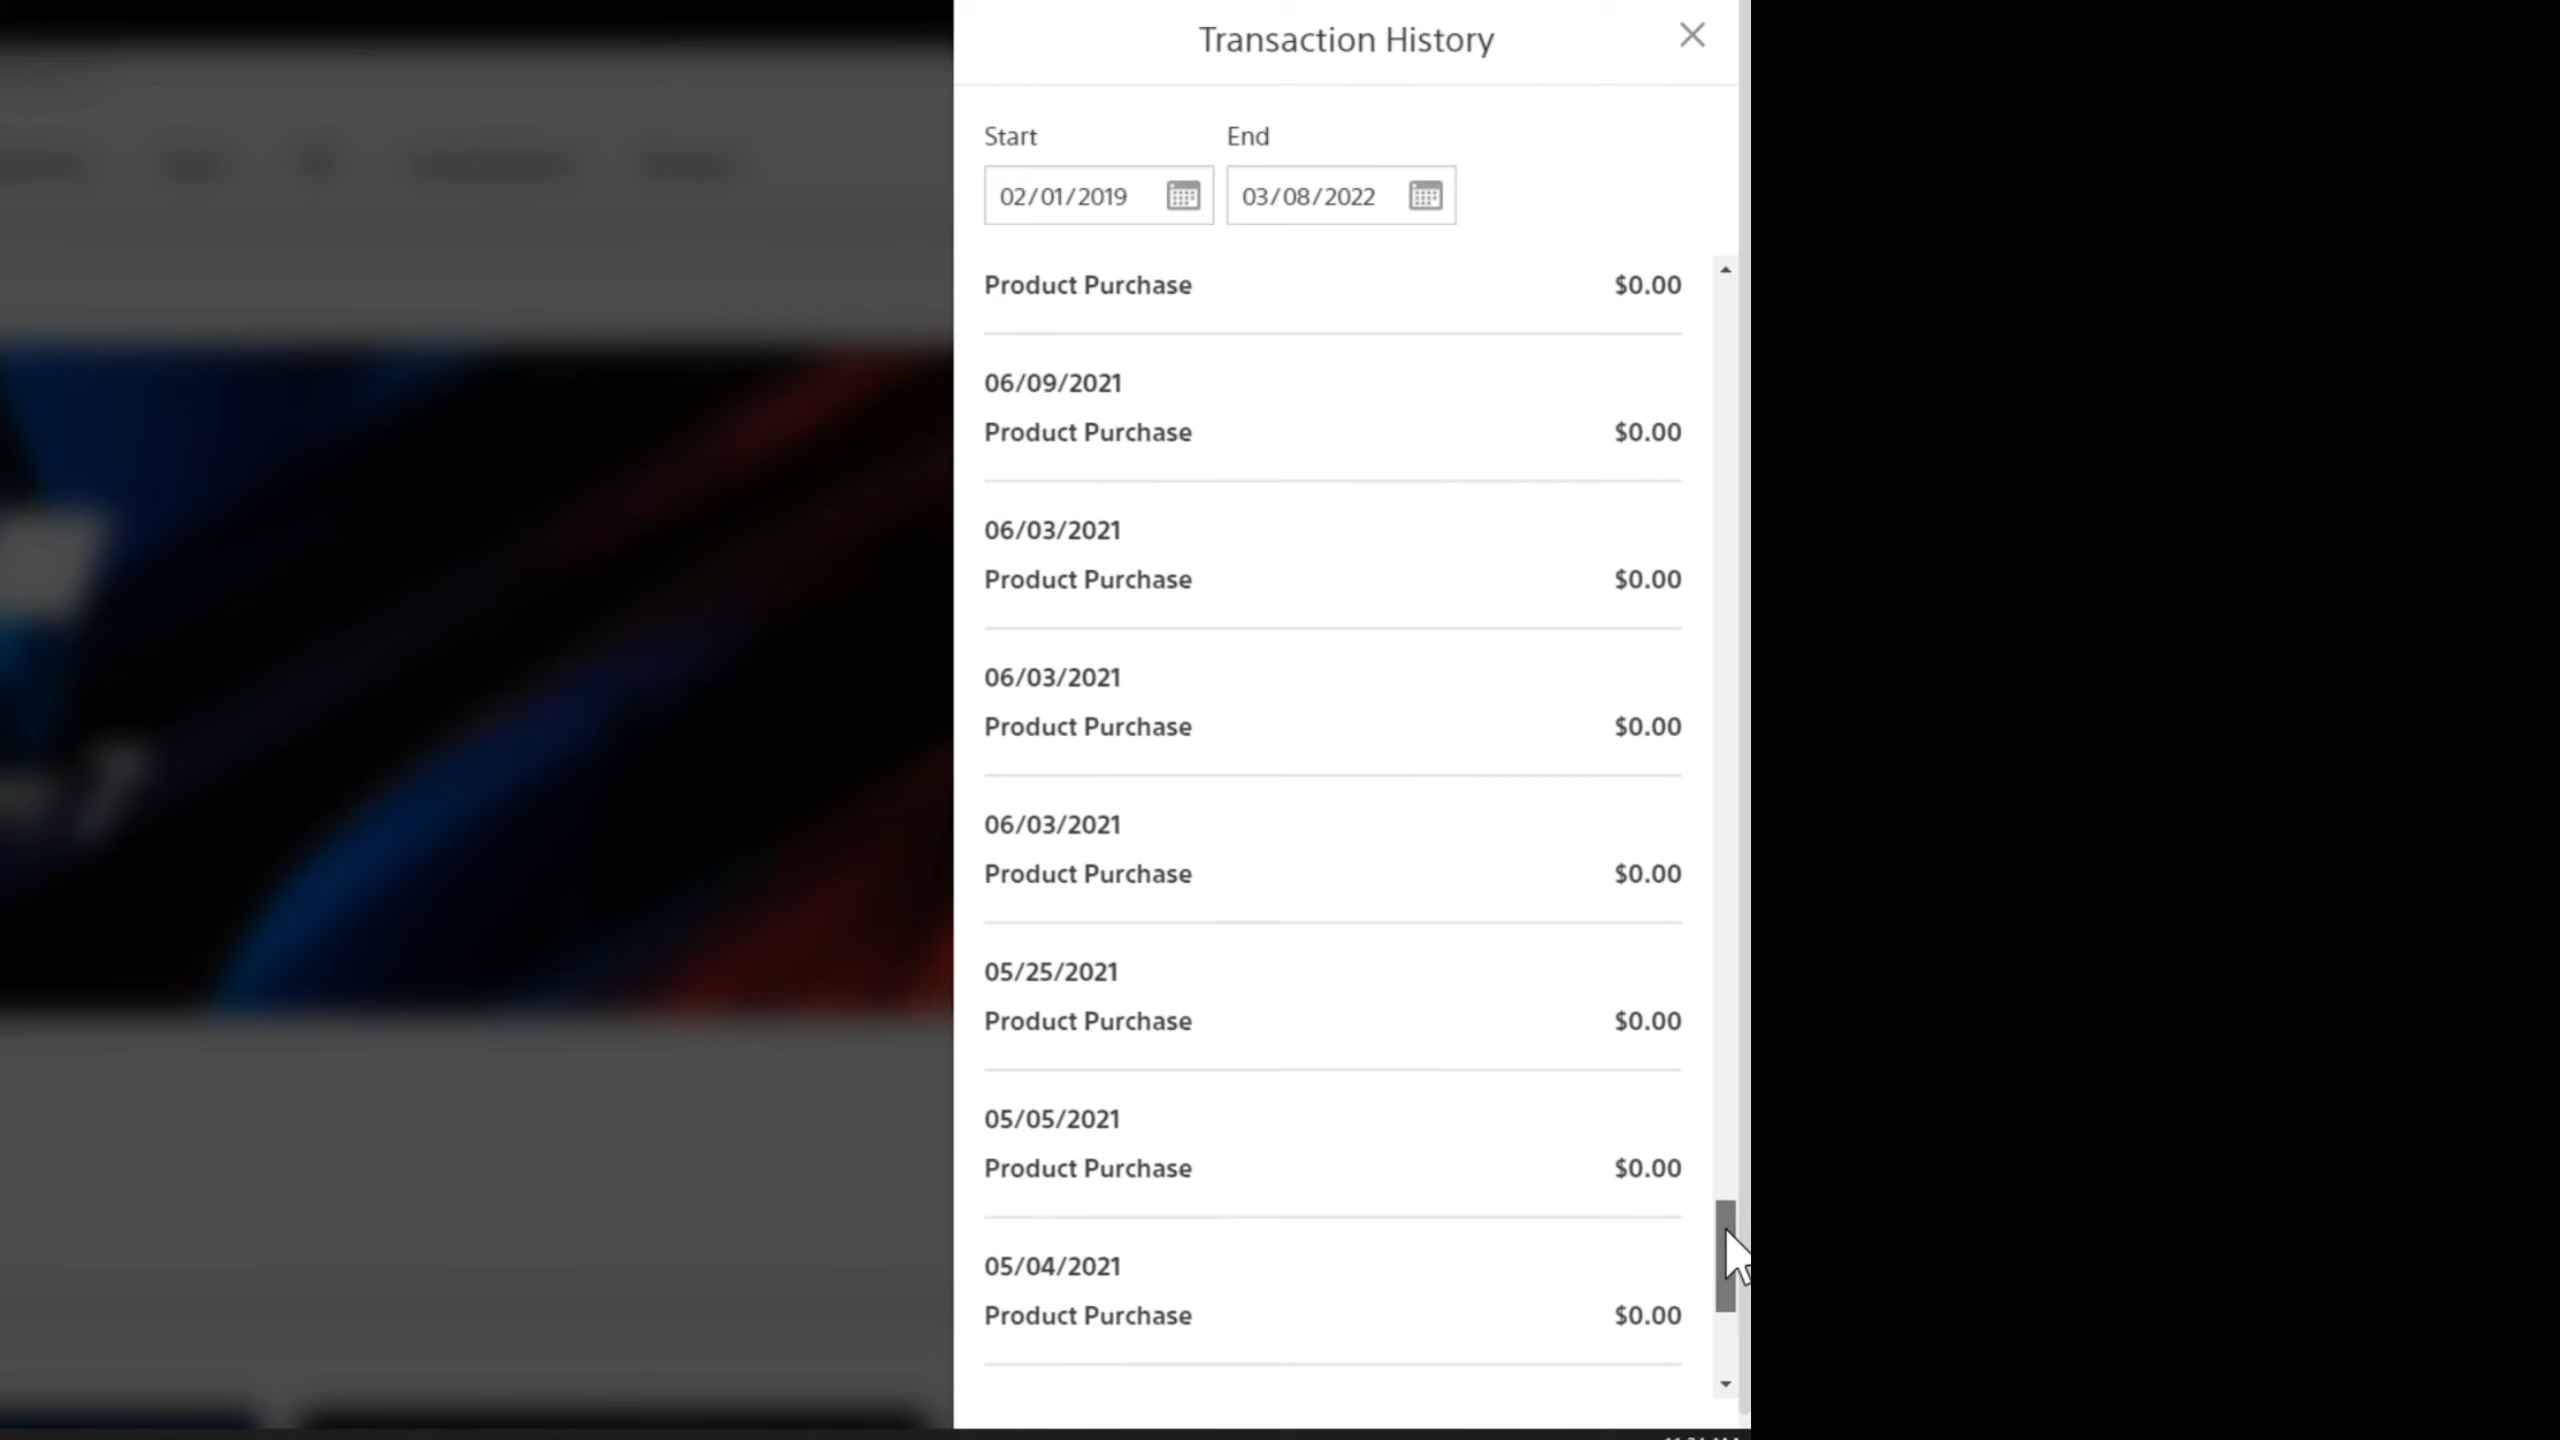 Transaction History
Start End
02/01/2019 03/08/2022
Product Purchase $0.00
06/09/2021
Product Purchase $0.00
06/03/2021
Product Purchase $0.00
06/03/2021
Product Purchase $0.00
06/03/2021
Product Purchase $0.00
05/25/2021
Product Purchase $0.00
05/05/2021
Product Purchase $0.00
05/04/2021
Product Purchase $0.00